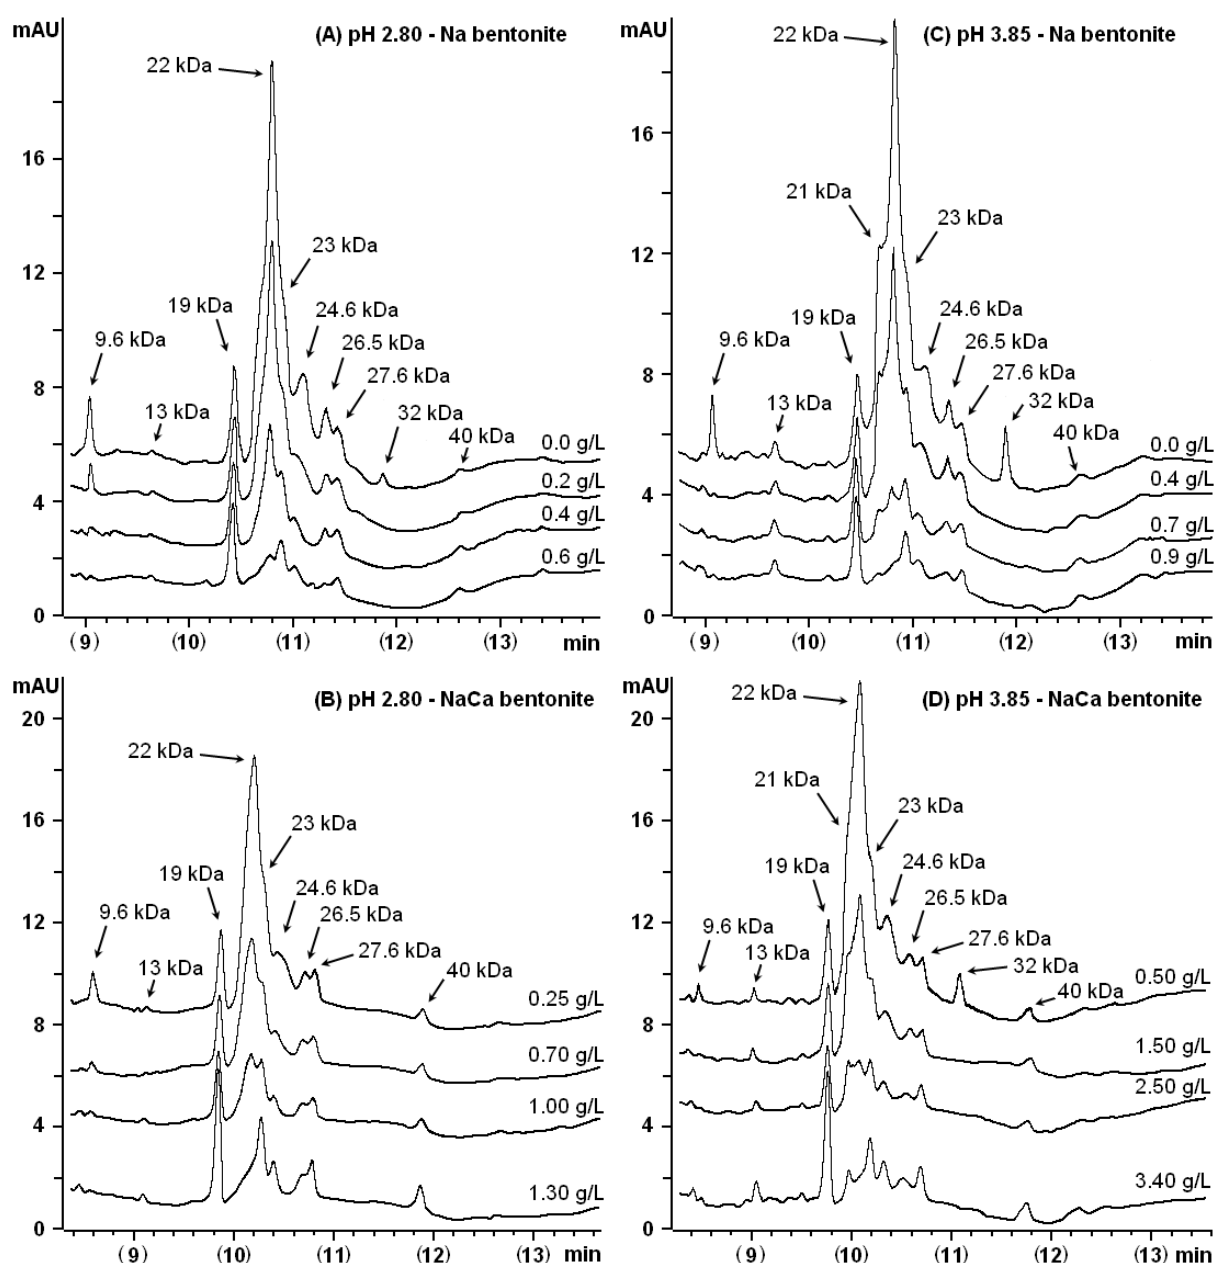 mAU
(A) pH 2.80 - Na bentonite
22 kDa
16
23 kDa
12
19 kDa
24.6 kDa
9.6 kDa
26.5 kDa
27.6 kDa
8
13 kDa
32 kDa
40 kDa
0.0 g/L
0.2 g/L
4
0.4 g/L
0.6 g/L
0
(9) (10) (11) (12) (13) min
mAU
(C) pH 3.85 - Na bentonite
22 kDa
16
21 kDa
23 kDa
12
24.6 kDa
19 kDa
9.6 kDa
26.5 kDa
8
27.6 kDa
13 kDa
32 kDa
40 kDa
0.0 g/L
4
0.4 g/L
0.7 g/L
0.9 g/L
0
(9) (10) (11) (12) (13) min
mAU
(B) pH 2.80 - NaCa bentonite
20
22 kDa
16
23 kDa
19 kDa
24.6 kDa
9.6 kDa
26.5 kDa
12
27.6 kDa
13 kDa
40 kDa
0.25 g/L
8
0.70 g/L
1.00 g/L
4
1.30 g/L
0
(9) (10) (11) (12) (13) min
mAU
22 kDa
(D) pH 3.85 - NaCa bentonite
20
21 kDa
16
23 kDa
19 kDa
24.6 kDa
26.5 kDa
12
9.6 kDa
27.6 kDa
13 kDa
32 kDa
0.50 g/L
40 kDa
8
1.50 g/L
2.50 g/L
4
3.40 g/L
0
(9) (10) (11) (12) (13) min